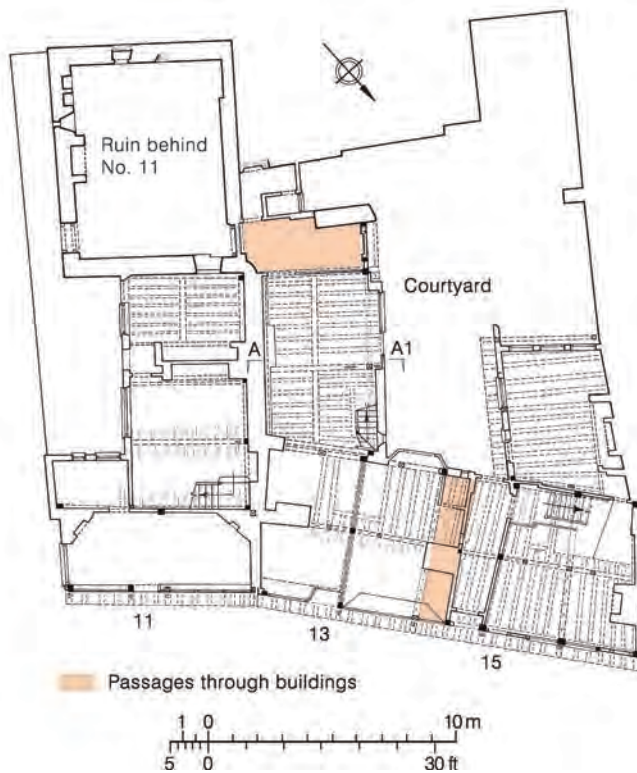 Ruin behind
No. 11
Courtyard
A
A1
11
13
15
Passages through buildings
1 0 10 m
5 0 30 ft